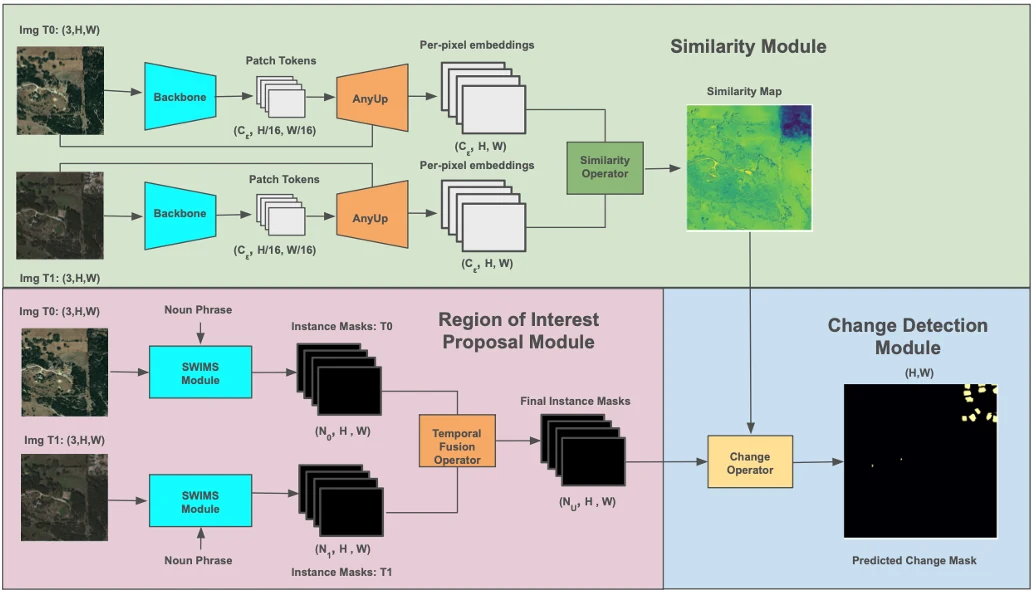 Img T0: (3,H,W)
Backbone
Patch Tokens
(Cε, H/16, W/16)
AnyUp
Per-pixel embeddings
(Cε, H, W)
Similarity Module
Similarity Map
Similarity
Operator
Backbone
Patch Tokens
(Cε, H/16, W/16)
AnyUp
Per-pixel embeddings
(Cε, H, W)
Img T1: (3,H,W)
Img T0: (3,H,W)
Noun Phrase
SWIMS
Module
Instance Masks: T0
(N0, H , W)
Region of Interest
Proposal Module
Img T1: (3,H,W)
SWIMS
Module
Noun Phrase
(N1, H , W)
Instance Masks: T1
Temporal
Fusion
Operator
Final Instance Masks
(NU, H , W)
Change Detection
Module
(H,W)
Change
Operator
Predicted Change Mask